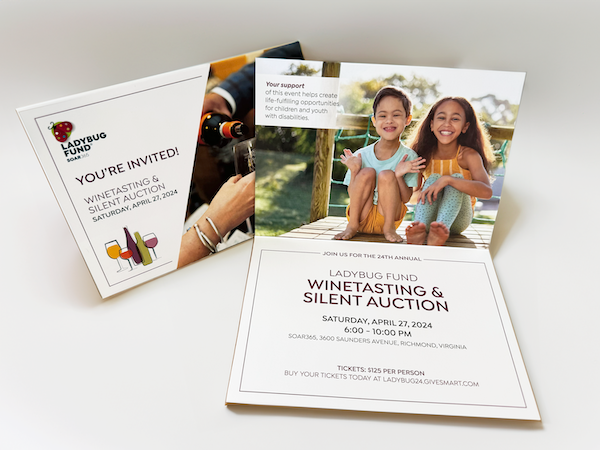 LADYBUG
FUND
SOAR365
YOU'RE INVITED!
WINETASTING &
SILENT AUCTION
SATURDAY, APRIL 27, 2024
Your support
of this event helps create
life-fulfilling opportunities
for children and youth
with disabilities.
JOIN US FOR THE 24TH ANNUAL
LADYBUG FUND
WINETASTING &
SILENT AUCTION
SATURDAY, APRIL 27, 2024
6:00 - 10:00 PM
SOAR365, 3600 SAUNDERS AVENUE, RICHMOND, VIRGINIA
TICKETS: $125 PER PERSON
BUY YOUR TICKETS TODAY AT LADYBUG24.GIVESMART.COM